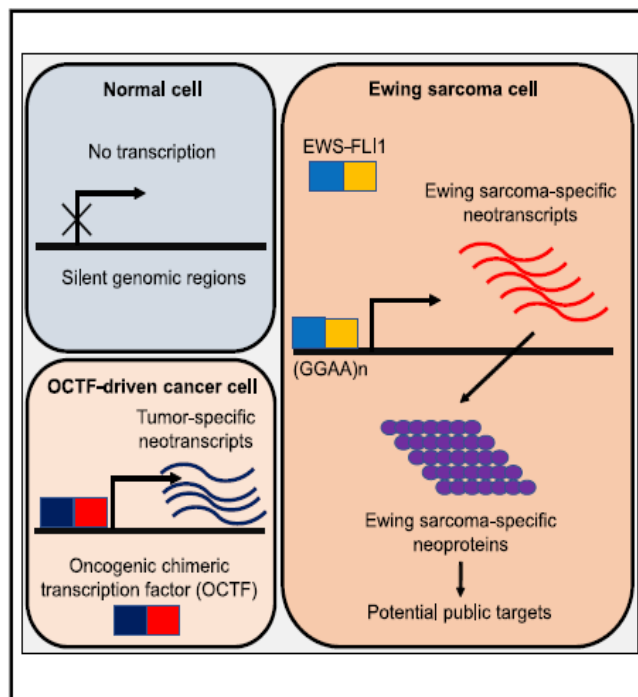 Normal cell
No transcription
Silent genomic regions
OCTF-driven cancer cell
Tumor-specific
neotranscripts
Oncogenic chimeric
transcription factor (OCTF)
Ewing sarcoma cell
EWS-FLI1
Ewing sarcoma-specific
neotranscripts
(GGAA)n
Ewing sarcoma-specific
neoproteins
Potential public targets